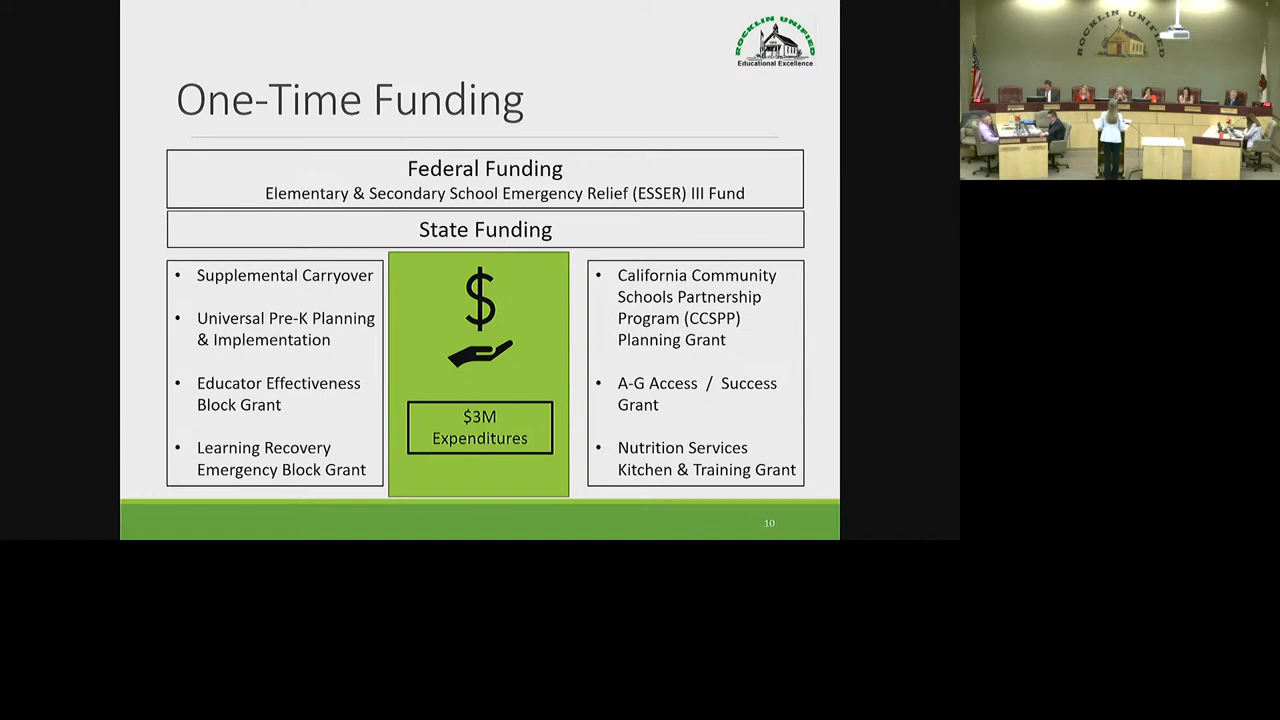 ROCKLIN UNIFIED
Educational Excellence
One-Time Funding
Federal Funding
Elementary & Secondary School Emergency Relief (ESSER) III Fund
State Funding
• Supplemental Carryover
• Universal Pre-K Planning
& Implementation
• Educator Effectiveness
Block Grant
• Learning Recovery
Emergency Block Grant
$
$3M
Expenditures
• California Community
Schools Partnership
Program (CCSPP)
Planning Grant
• A-G Access / Success
Grant
• Nutrition Services
Kitchen & Training Grant
10
ROCKLIN UNIFIED